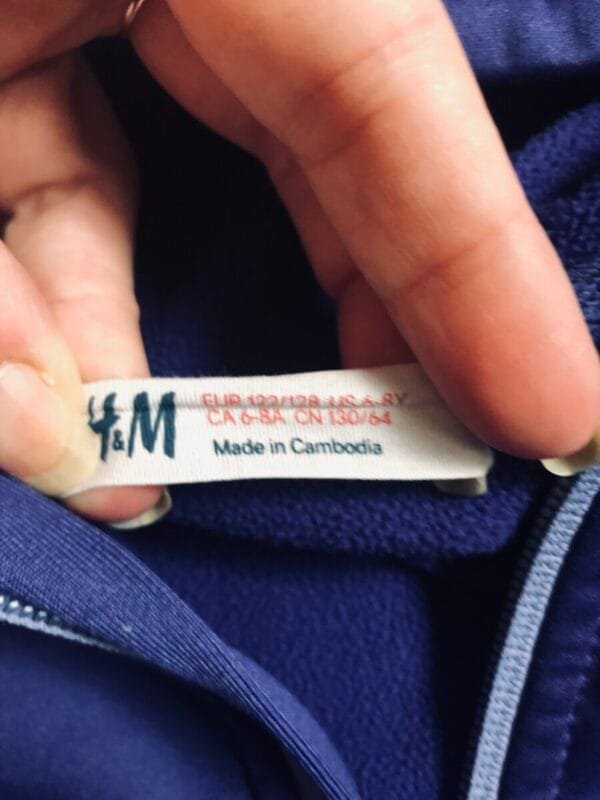 H&M
EUR 122/128 US 6-8Y
CA 6-8A CN 130/64
Made in Cambodia